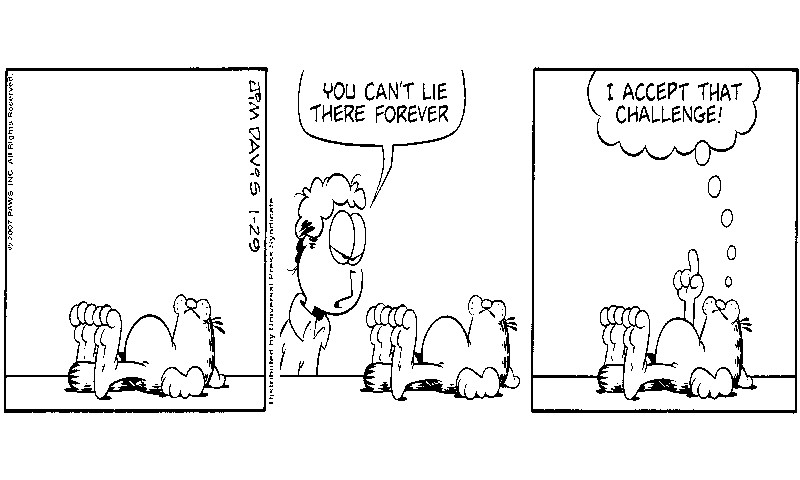 © 2007 PAWS, INC. All Rights Reserved.
JIM DAVIS 1-29
Distributed by Universal Press Syndicate
YOU CAN'T LIE
THERE FOREVER
I ACCEPT THAT
CHALLENGE!